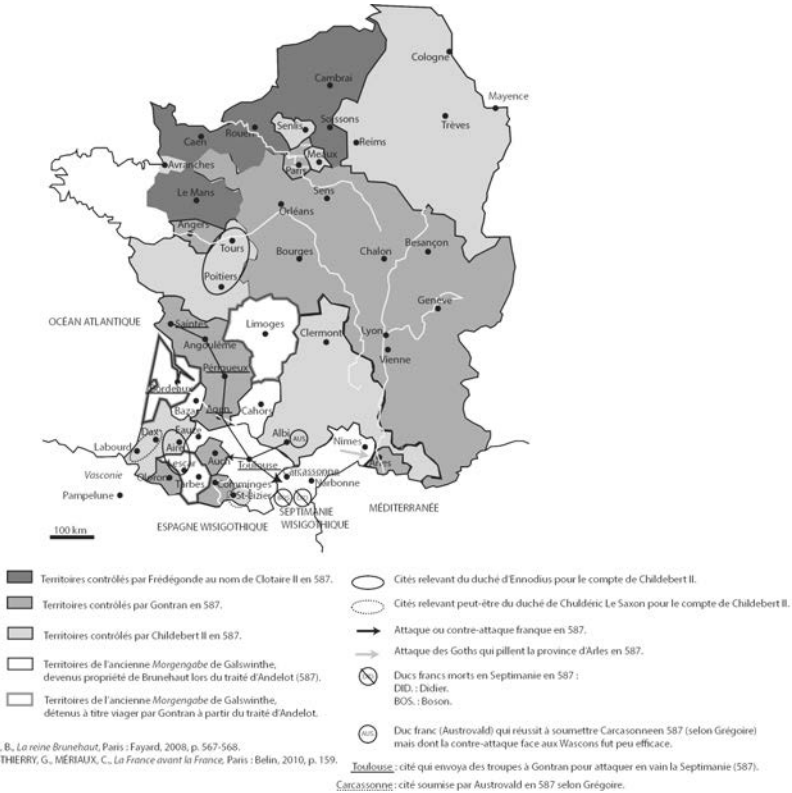 Cologne
Mayence
Cambrai
Trèves
Rouen
Senlis
Soissons
Reims
Caen
Meaux
Paris
Avranches
Le Mans
Sens
Orléans
Angers
Tours
Bourges
Chalon
Besançon
Poitiers
Genève
OCÉAN ATLANTIQUE
Saintes
Limoges
Clermont
Lyon
Angoulême
Vienne
Périgueux
Bordeaux
Bazas
Agen
Cahors
Eauze
Albi
AUS.
Nîmes
Dax
Labourd
Aire
Auch
Toulouse
Arles
Lescar
Carcassonne
Vasconie
Oloron
Tarbes
Comminges
Narbonne
St-Lizier
BOS.
DID.
Pampelune
SEPTIMANIE
WISIGOTHIQUE
MÉDITERRANÉE
ESPAGNE WISIGOTHIQUE
100 km
Territoires contrôlés par Frédégonde au nom de Clotaire II en 587.
Territoires contrôlés par Gontran en 587.
Territoires contrôlés par Childebert II en 587.
Territoires de l'ancienne Morgengabe de Galswinthe,
devenus propriété de Brunehaut lors du traité d'Andelot (587).
Territoires de l'ancienne Morgengabe de Galswinthe,
détenus à titre viager par Gontran à partir du traité d'Andelot.
, B., La reine Brunehaut, Paris : Fayard, 2008, p. 567-568.
THIERRY, G., MÉRIAUX, C., La France avant la France, Paris : Belin, 2010, p. 159.
Cités relevant du duché d'Ennodius pour le compte de Childebert II.
Cités relevant peut-être du duché de Chuldéric Le Saxon pour le compte de Childebert II.
Attaque ou contre-attaque franque en 587.
Attaque des Goths qui pillent la province d'Arles en 587.
DID.
Ducs francs morts en Septimanie en 587 :
DID. : Didier.
BOS. : Boson.
AUS.
Duc franc (Austrovald) qui réussit à soumettre Carcassonneen 587 (selon Grégoire)
mais dont la contre-attaque face aux Wascons fut peu efficace.
Toulouse : cité qui envoya des troupes à Gontran pour attaquer en vain la Septimanie (587).
Carcassonne : cité soumise par Austrovald en 587 selon Grégoire.